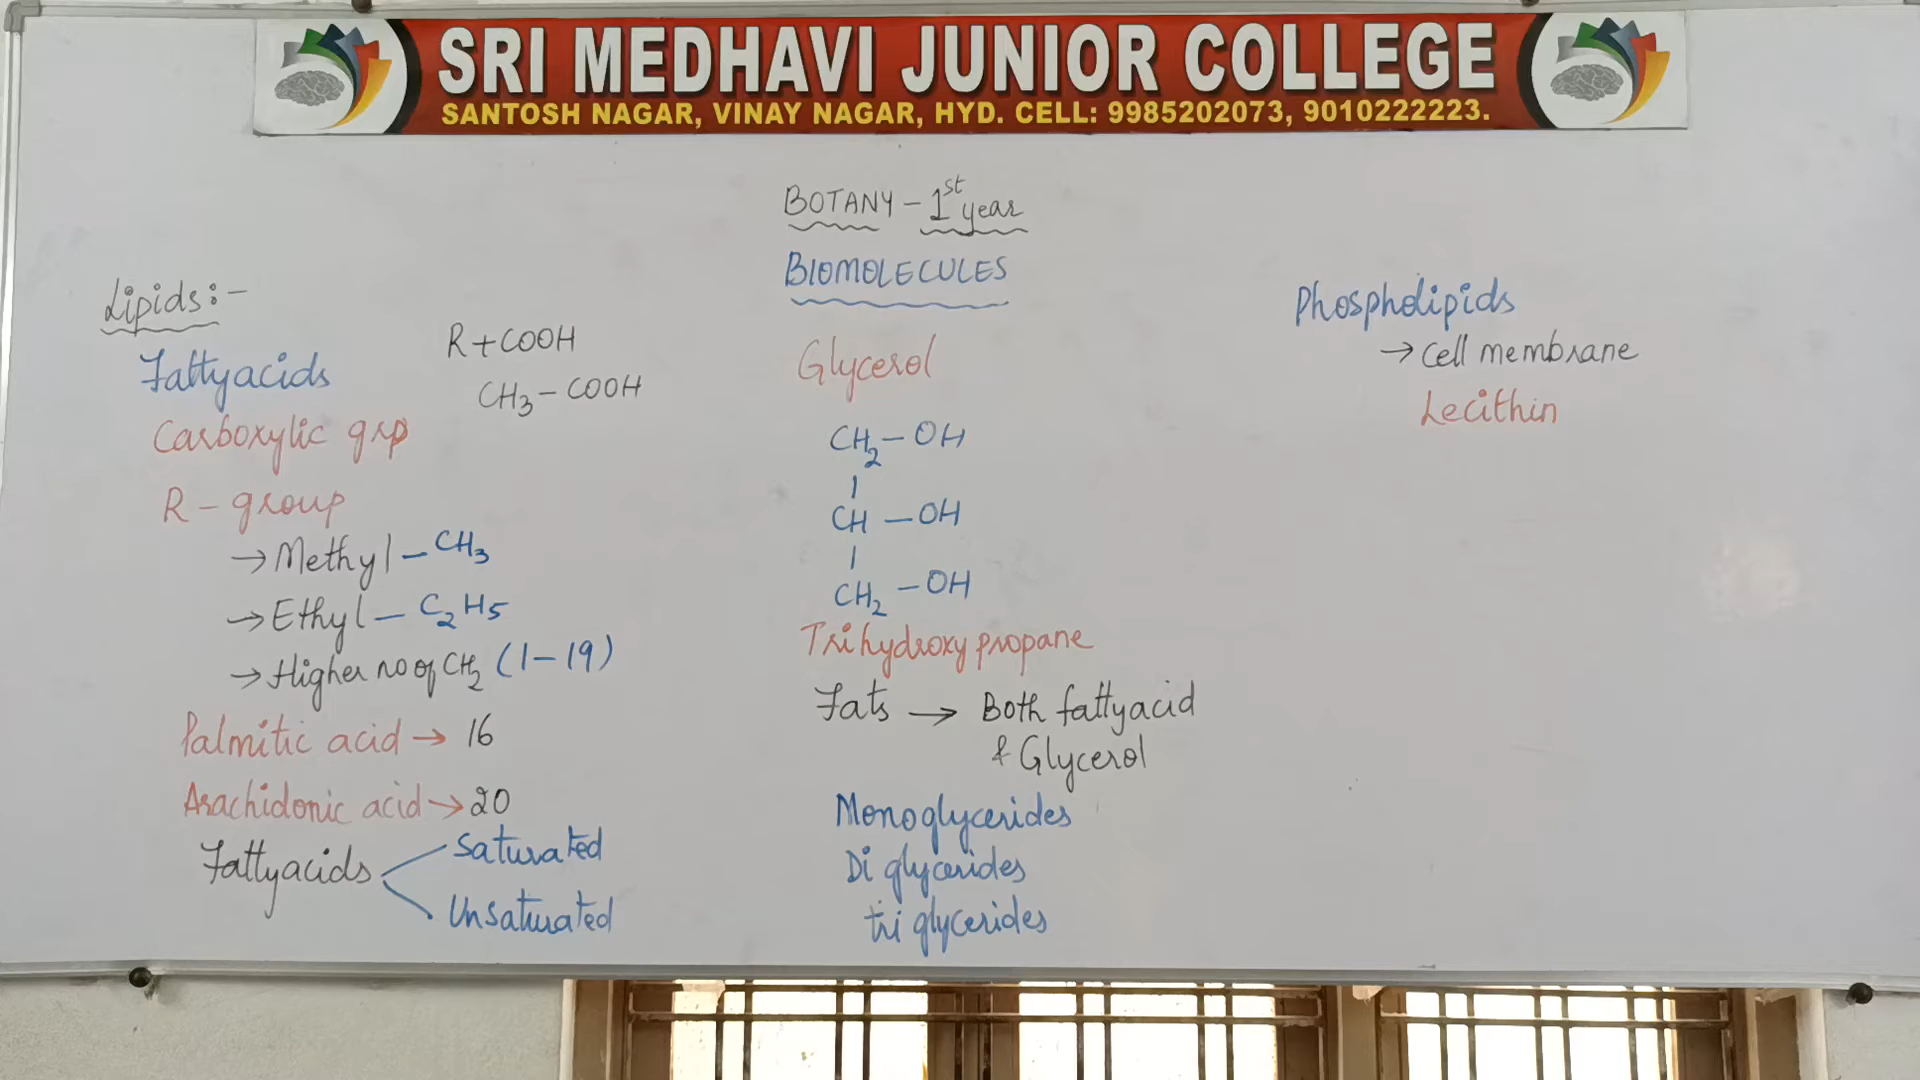 SRI MEDHAVI JUNIOR COLLEGE
SANTOSH NAGAR, VINAY NAGAR, HYD. CELL: 9985202073, 9010222223.
BOTANY - 1st year
BIOMOLECULES
Lipids:-
Fattyacids
R+COOH
CH3-COOH
Carboxylic grp
R - group
→ Methyl - CH3
→ Ethyl - C2H5
→ Higher no of CH2 (1-19)
Palmitic acid → 16
Arachidonic acid → 20
Fattyacids
Saturated
Unsaturated
Glycerol
CH2 - OH
CH - OH
CH2 - OH
Trihydroxy propane
Fats → Both fattyacid
& Glycerol
Monoglycerides
Di glycerides
tri glycerides
Phospholipids
→ Cell membrane
Lecithin